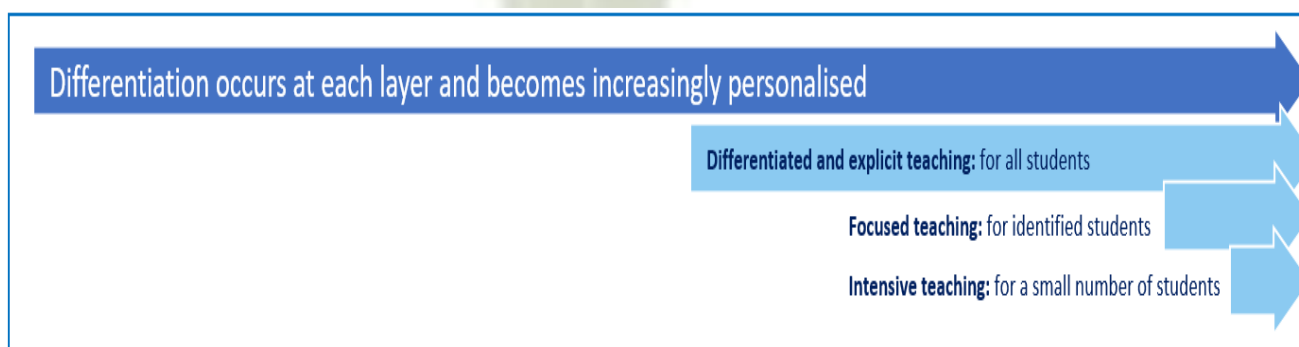 Differentiation occurs at each layer and becomes increasingly personalised
Differentiated and explicit teaching: for all students
Focused teaching: for identified students
Intensive teaching: for a small number of students